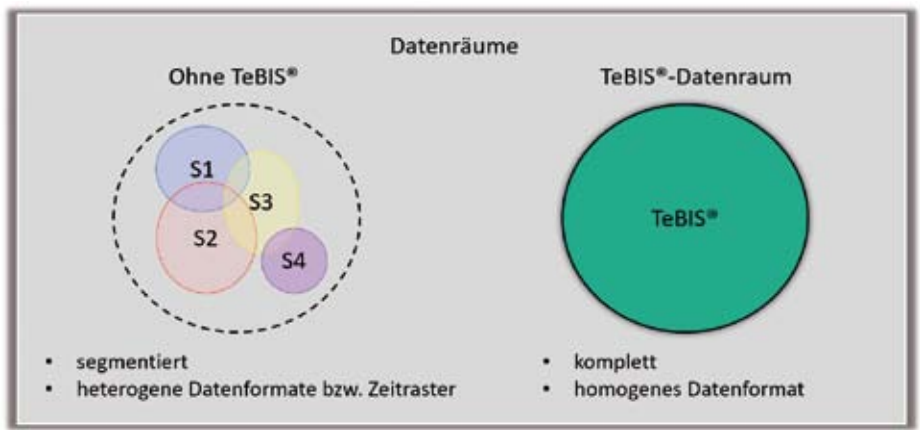 Datenräume
Ohne TeBIS®
S1
S3
S2
S4
• segmentiert
• heterogene Datenformate bzw. Zeitraster
TeBIS®-Datenraum
TeBIS®
• komplett
• homogenes Datenformat